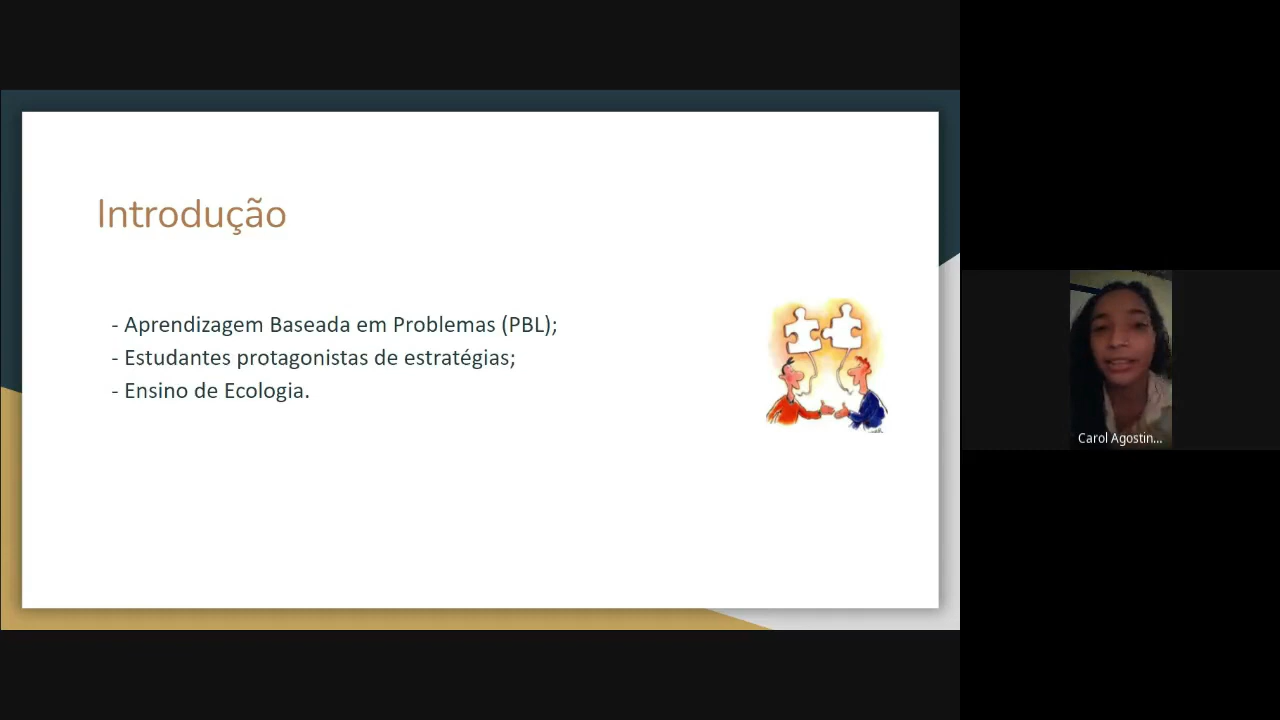 Introdução
- Aprendizagem Baseada em Problemas (PBL);
- Estudantes protagonistas de estratégias;
- Ensino de Ecologia.
Carol Agostin...